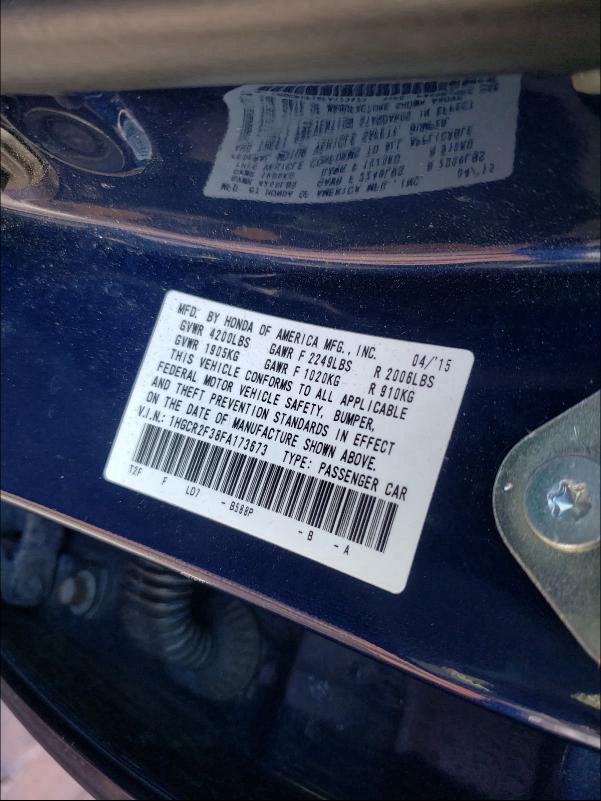 MFD. BY HONDA OF AMERICA MFG., INC. 04/'15
GVWR 4200LBS GAWR F 2249LBS R 2006LBS
GVWR 1905KG GAWR F 1020KG R 910KG
THIS VEHICLE CONFORMS TO ALL APPLICABLE
FEDERAL MOTOR VEHICLE SAFETY, BUMPER,
AND THEFT PREVENTION STANDARDS IN EFFECT
ON THE DATE OF MANUFACTURE SHOWN ABOVE.
V.I.N.: 1HGCR2F38FA173673 TYPE: PASSENGER CAR
T2F F LD7 - B588P - B - A